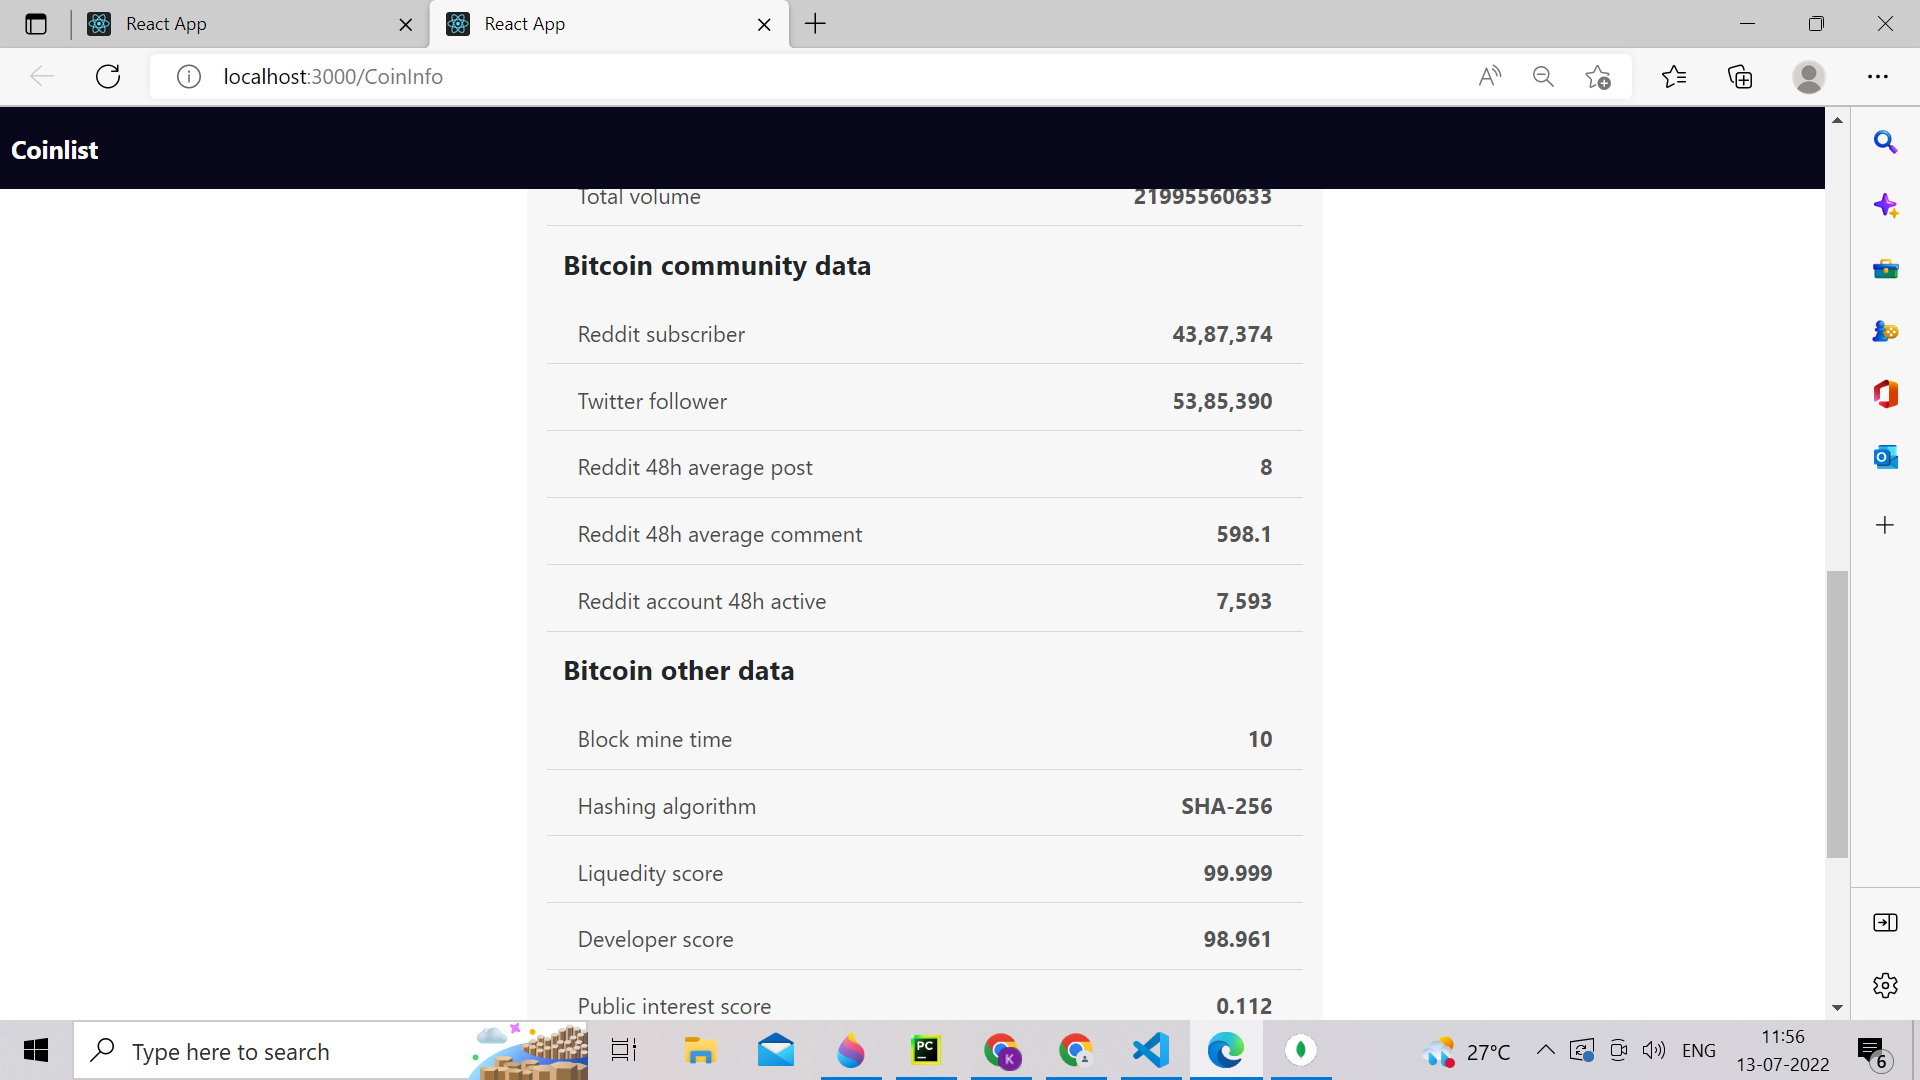 React App
React App
localhost:3000/CoinInfo
Coinlist
Total volume 21995560633
Bitcoin community data
Reddit subscriber 43,87,374
Twitter follower 53,85,390
Reddit 48h average post 8
Reddit 48h average comment 598.1
Reddit account 48h active 7,593
Bitcoin other data
Block mine time 10
Hashing algorithm SHA-256
Liquedity score 99.999
Developer score 98.961
Public interest score 0.112
Type here to search
PC
K
27°C
ENG
11:56
13-07-2022
6